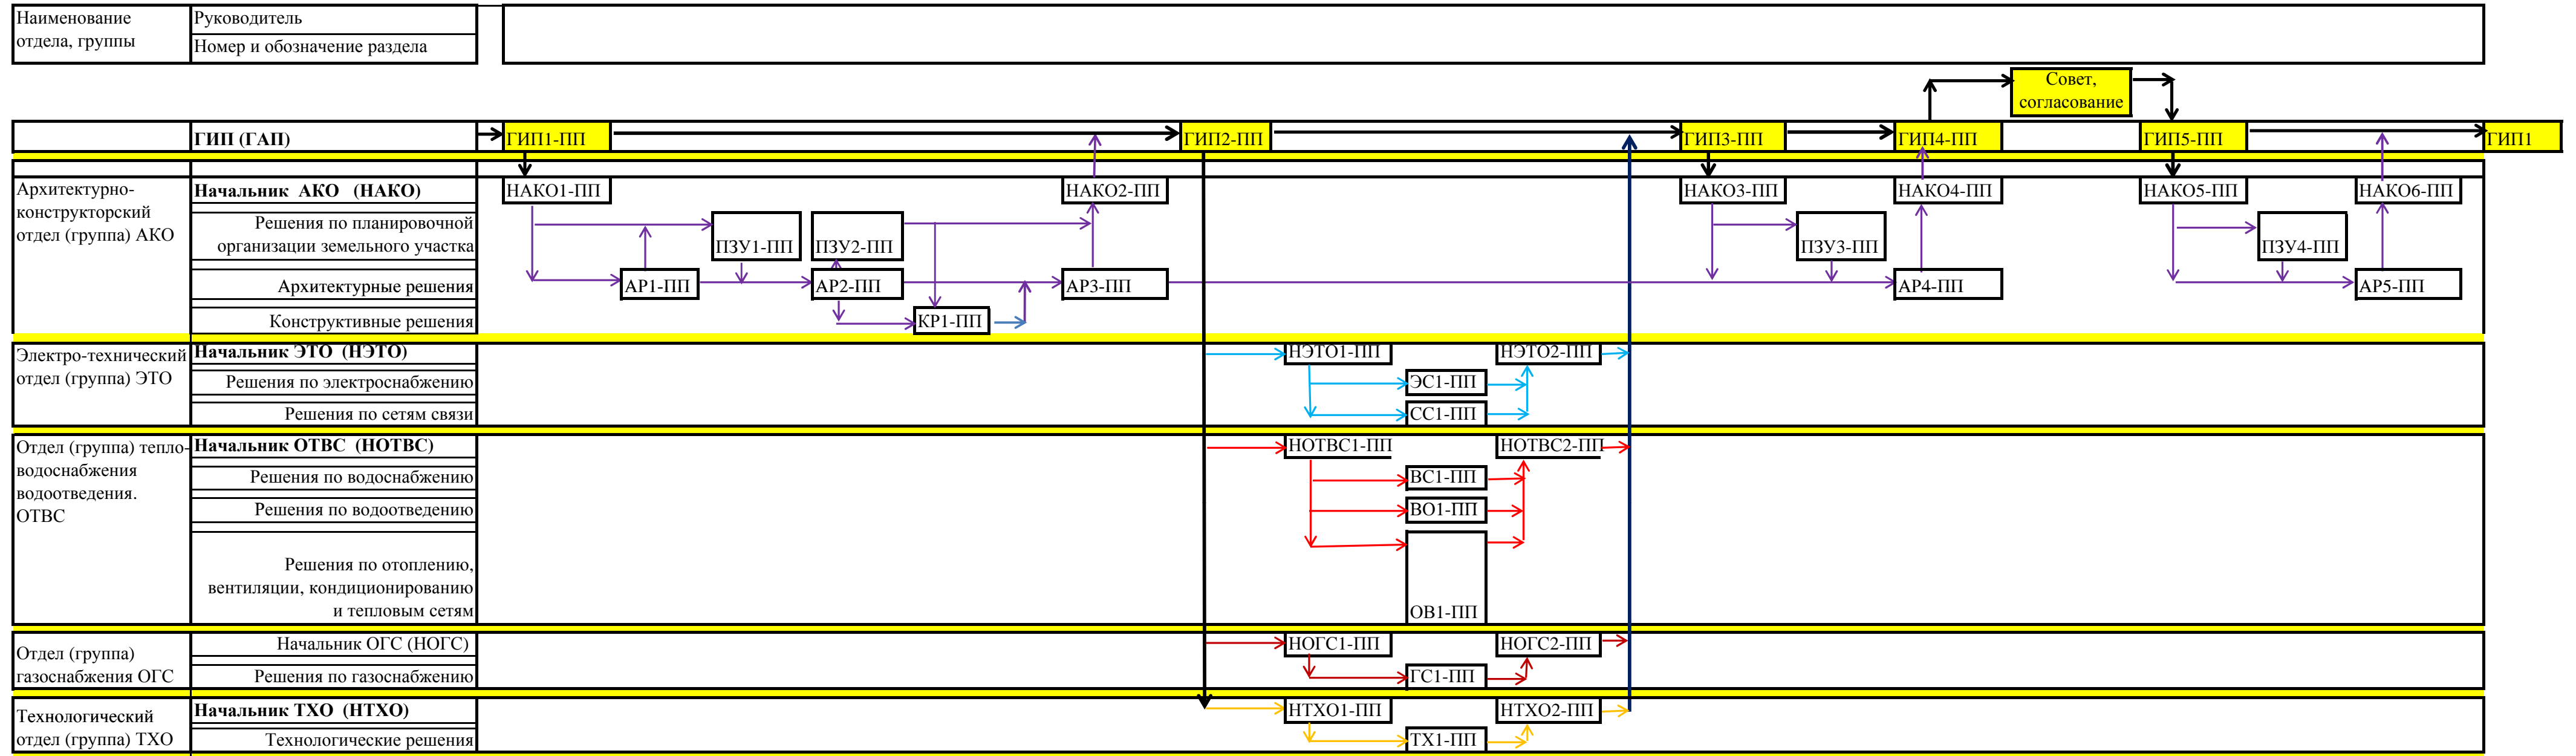 Наименование
отдела, группы
Руководитель
Номер и обозначение раздела
Совет,
согласование
ГИП (ГАП)
ГИП1-ПП
ГИП2-ПП
ГИП3-ПП
ГИП4-ПП
ГИП5-ПП
ГИП1
Архитектурно-
конструкторский
отдел (группа) АКО
Начальник АКО (НАКО)
НАКО1-ПП
НАКО2-ПП
НАКО3-ПП
НАКО4-ПП
НАКО5-ПП
НАКО6-ПП
Решения по планировочной
организации земельного участка
ПЗУ1-ПП
ПЗУ2-ПП
ПЗУ3-ПП
ПЗУ4-ПП
Архитектурные решения
АР1-ПП
АР2-ПП
АР3-ПП
АР4-ПП
АР5-ПП
Конструктивные решения
КР1-ПП
Электро-технический
отдел (группа) ЭТО
Начальник ЭТО (НЭТО)
НЭТО1-ПП
НЭТО2-ПП
Решения по электроснабжению
ЭС1-ПП
Решения по сетям связи
СС1-ПП
Отдел (группа) тепло-
водоснабжения
водоотведения.
ОТВС
Начальник ОТВС (НОТВС)
НОТВС1-ПП
НОТВС2-ПП
Решения по водоснабжению
ВС1-ПП
Решения по водоотведению
ВО1-ПП
Решения по отоплению,
вентиляции, кондиционированию
и тепловым сетям
ОВ1-ПП
Отдел (группа)
газоснабжения ОГС
Начальник ОГС (НОГС)
НОГС1-ПП
НОГС2-ПП
Решения по газоснабжению
ГС1-ПП
Технологический
отдел (группа) ТХО
Начальник ТХО (НТХО)
НТХО1-ПП
НТХО2-ПП
Технологические решения
ТХ1-ПП